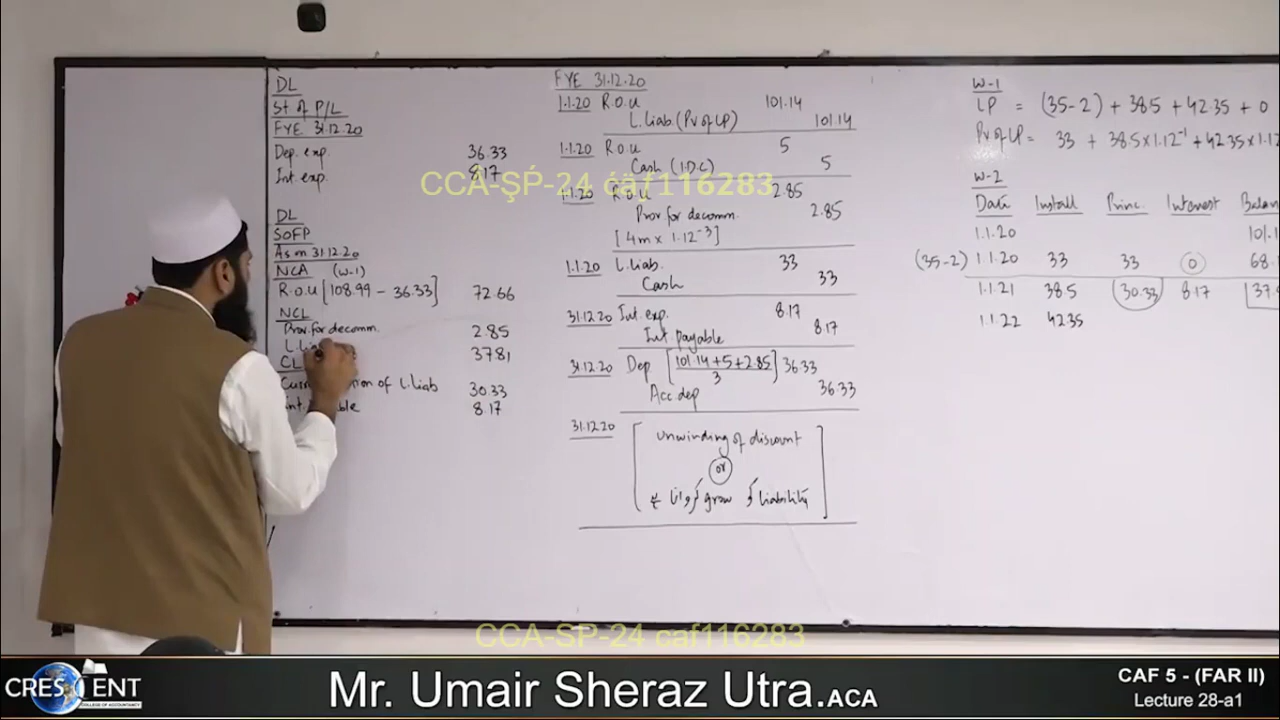 DL
St of P/L
FYE 31.12.20
Dep. exp. 36.33
Int exp. 8.17
DL
SOFP
As on 31.12.20
NCA (W-1)
R.O.U [108.99 - 36.33] 72.66
NCL
Prov. for decomm. 2.85
L. 37.81
CL
of L.liab 30.33
8.17
FYE 31.12.20
1.1.20 R.O.U 101.14
L.liab (PV of LP) 101.14
1.1.20 R.O.U 5
Cash (I.D.C) 5
1.1.20 R.O.U 2.85
Prov for decomm. 2.85
[4m x 1.12⁻³]
1.1.20 L.liab. 33
Cash 33
31.12.20 Int. exp. 8.17
Int payable 8.17
31.12.20 Dep [101.14 + 5 + 2.85 / 3] 36.33
Acc. dep 36.33
31.12.20 [unwinding of discount
or
liability کو grow کروانا ہے]
W-1
LP = (35-2) + 38.5 + 42.35 + 0
PV of LP = 33 + 38.5 x 1.12⁻¹ + 42.35 x 1.12
W-2
Date Install Princ. Interest Balan
1.1.20 101.1
(35-2) 1.1.20 33 33 0 68.
1.1.21 38.5 30.33 8.17 37.
1.1.22 42.35
CCA-SP-24 caf116283
CCA-SP-24 caf116283
CRESCENT
COLLEGE OF ACCOUNTANCY
Mr. Umair Sheraz Utra.ACA
CAF 5 - (FAR II)
Lecture 28-a1